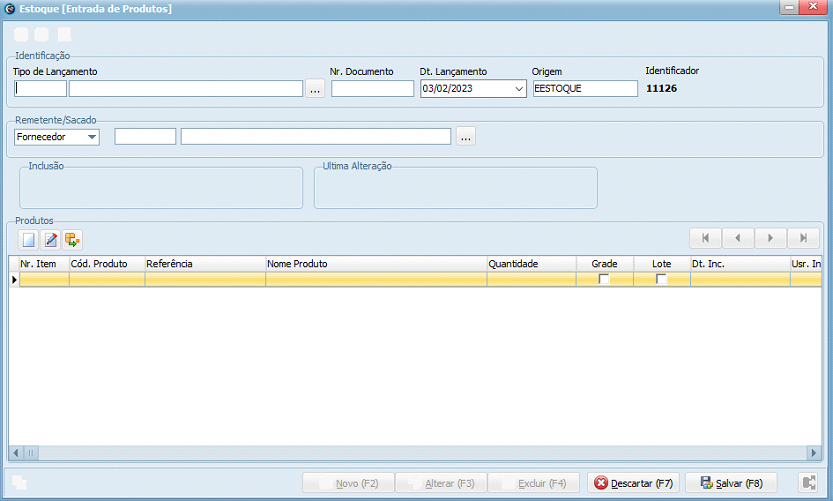 Estoque [Entrada de Produtos]
Identificação
Tipo de Lançamento Nr. Documento Dt. Lançamento Origem Identificador
... 03/02/2023 EESTOQUE 11126
Remetente/Sacado
Fornecedor ...
Inclusão Ultima Alteração
Produtos
Nr. Item Cód. Produto Referência Nome Produto Quantidade Grade Lote Dt. Inc. Usr. In
Novo (F2) Alterar (F3) Excluir (F4) Descartar (F7) Salvar (F8)